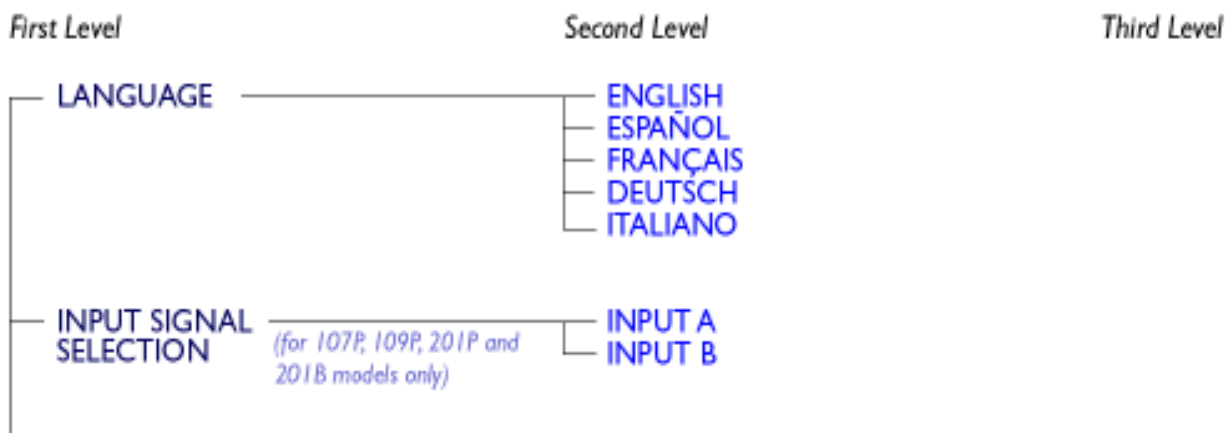 First Level Second Level Third Level
LANGUAGE ENGLISH
ESPAÑOL
FRANÇAIS
DEUTSCH
ITALIANO
INPUT SIGNAL INPUT A
SELECTION (for 107P, 109P, 201P and INPUT B
201B models only)